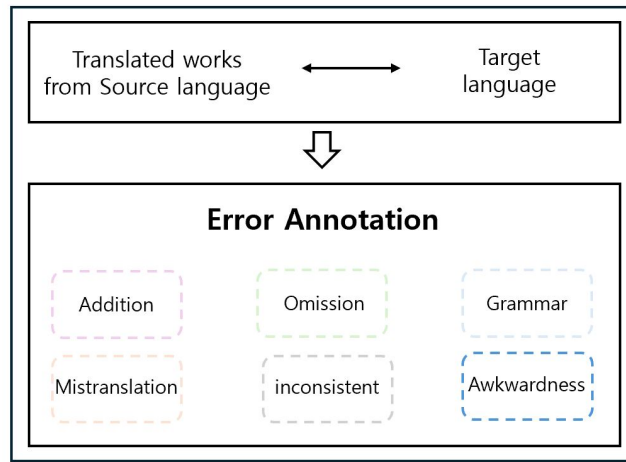 Translated works
from Source language
Target
language
Error Annotation
Addition
Omission
Grammar
Mistranslation
inconsistent
Awkwardness